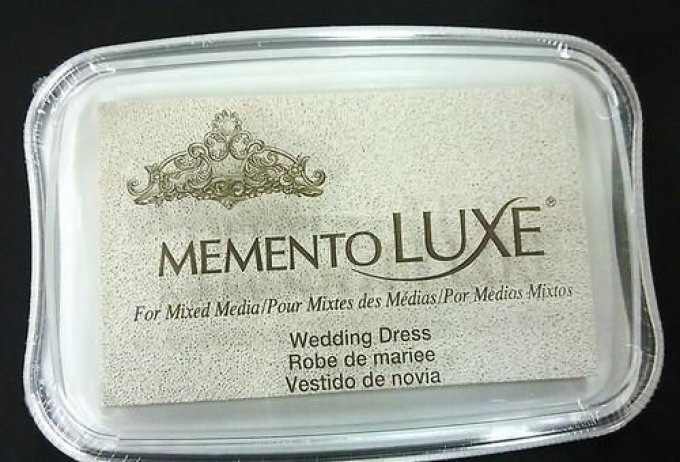 MEMENTO LUXE®
For Mixed Media/Pour Mixtes des Médias/Por Medios Mixtos
Wedding Dress
Robe de mariee
Vestido de novia